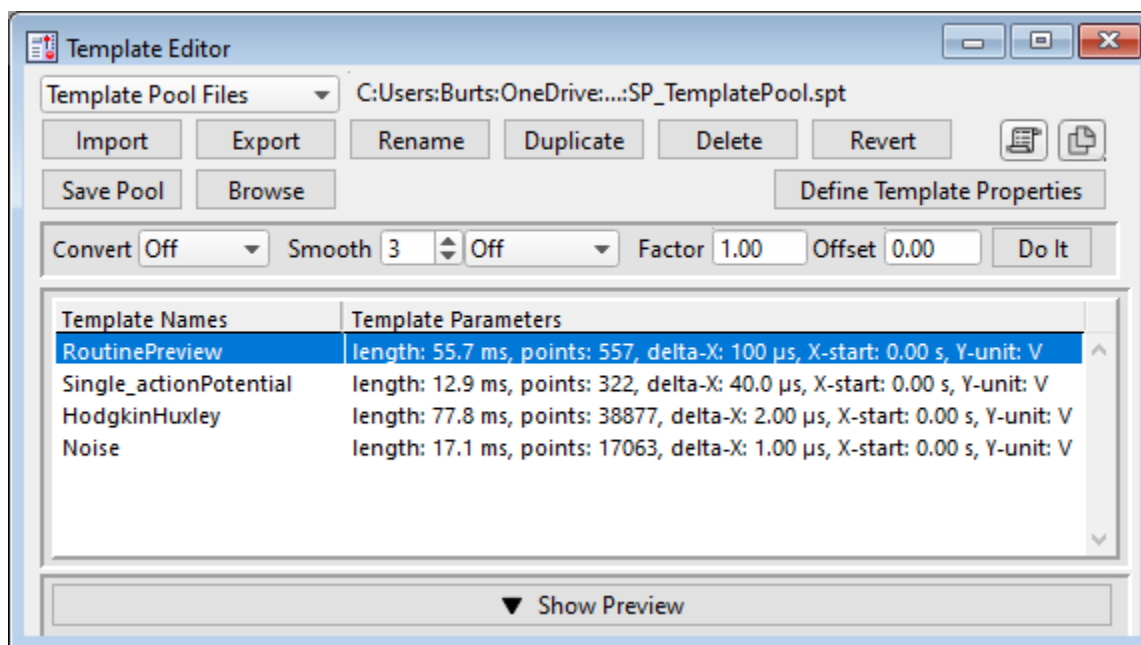 Template Editor
Template Pool Files C:Users:Burts:OneDrive:...:SP_TemplatePool.spt
Import Export Rename Duplicate Delete Revert
Save Pool Browse Define Template Properties
Convert Off Smooth 3 Off Factor 1.00 Offset 0.00 Do It
Template Names Template Parameters
RoutinePreview length: 55.7 ms, points: 557, delta-X: 100 µs, X-start: 0.00 s, Y-unit: V
Single_actionPotential length: 12.9 ms, points: 322, delta-X: 40.0 µs, X-start: 0.00 s, Y-unit: V
HodgkinHuxley length: 77.8 ms, points: 38877, delta-X: 2.00 µs, X-start: 0.00 s, Y-unit: V
Noise length: 17.1 ms, points: 17063, delta-X: 1.00 µs, X-start: 0.00 s, Y-unit: V
Show Preview